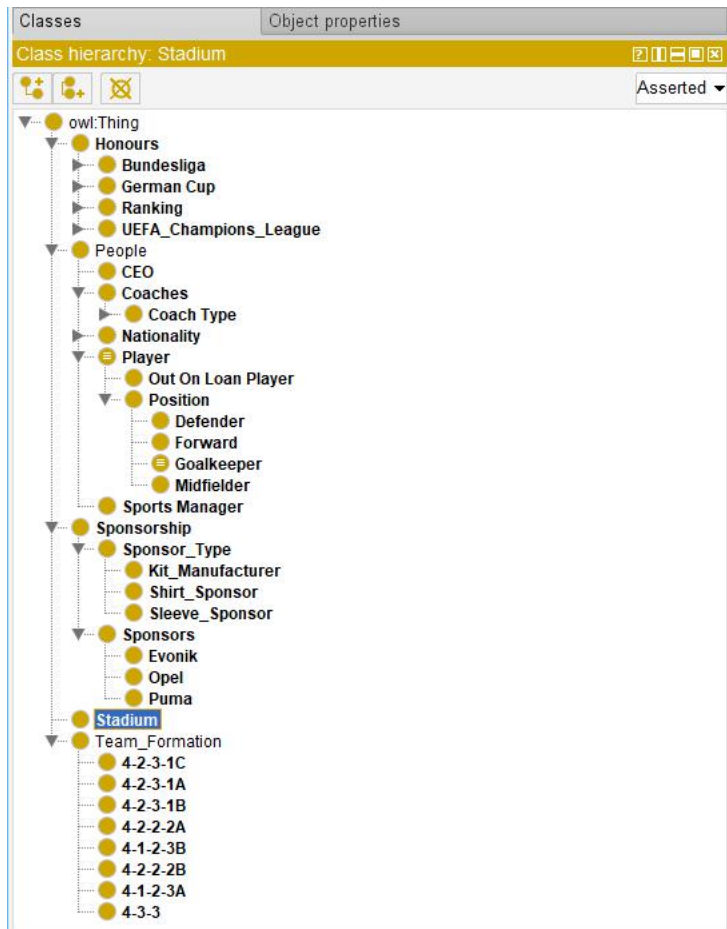 Classes Object properties
Class hierarchy: Stadium
Asserted
owl:Thing
Honours
Bundesliga
German Cup
Ranking
UEFA_Champions_League
People
CEO
Coaches
Coach Type
Nationality
Player
Out On Loan Player
Position
Defender
Forward
Goalkeeper
Midfielder
Sports Manager
Sponsorship
Sponsor_Type
Kit_Manufacturer
Shirt_Sponsor
Sleeve_Sponsor
Sponsors
Evonik
Opel
Puma
Stadium
Team_Formation
4-2-3-1C
4-2-3-1A
4-2-3-1B
4-2-2-2A
4-1-2-3B
4-2-2-2B
4-1-2-3A
4-3-3